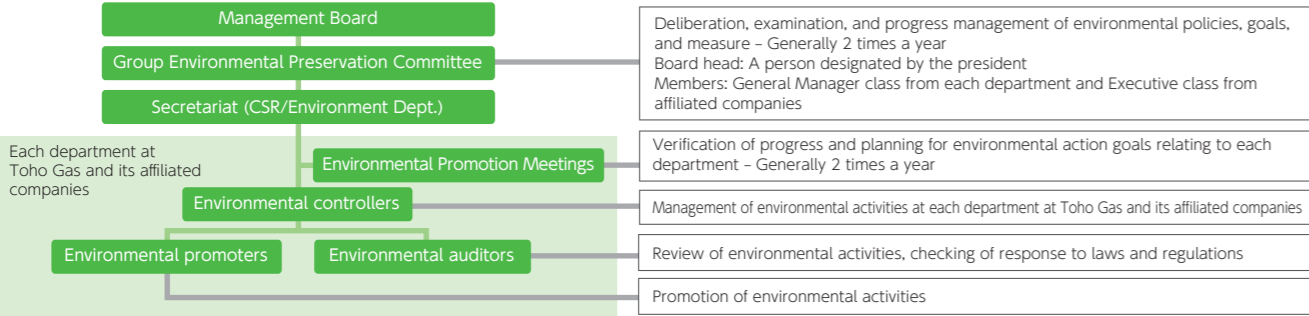 Management Board
Group Environmental Preservation Committee
Secretariat (CSR/Environment Dept.)
Deliberation, examination, and progress management of environmental policies, goals,
and measure – Generally 2 times a year
Board head: A person designated by the president
Members: General Manager class from each department and Executive class from
affiliated companies
Each department at
Toho Gas and its affiliated
companies
Environmental Promotion Meetings
Verification of progress and planning for environmental action goals relating to each
department – Generally 2 times a year
Environmental controllers
Management of environmental activities at each department at Toho Gas and its affiliated companies
Environmental promoters
Environmental auditors
Review of environmental activities, checking of response to laws and regulations
Promotion of environmental activities